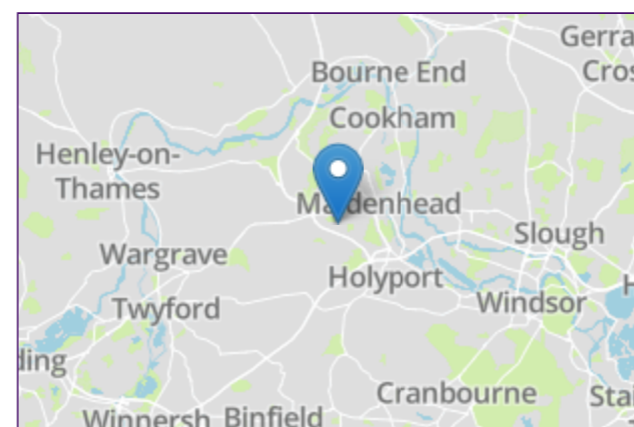 Gerra
Cros
Bourne End
Cookham
Henley-on-
Thames
Maidenhead
Slough
Wargrave
Holyport
Windsor
Twyford
H
ding
Cranbourne
Stai
Winnersh
Binfield